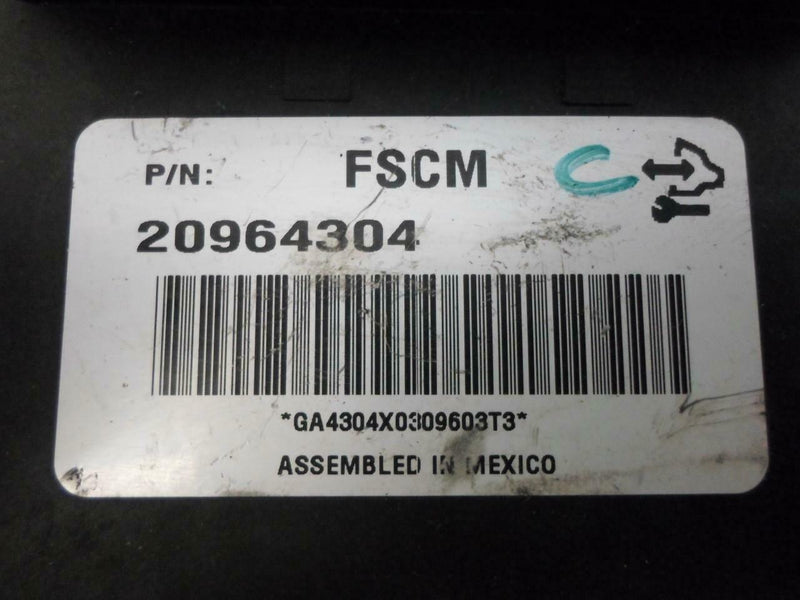 P/N: FSCM C
20964304
*GA4304X0309603T3*
ASSEMBLED IN MEXICO